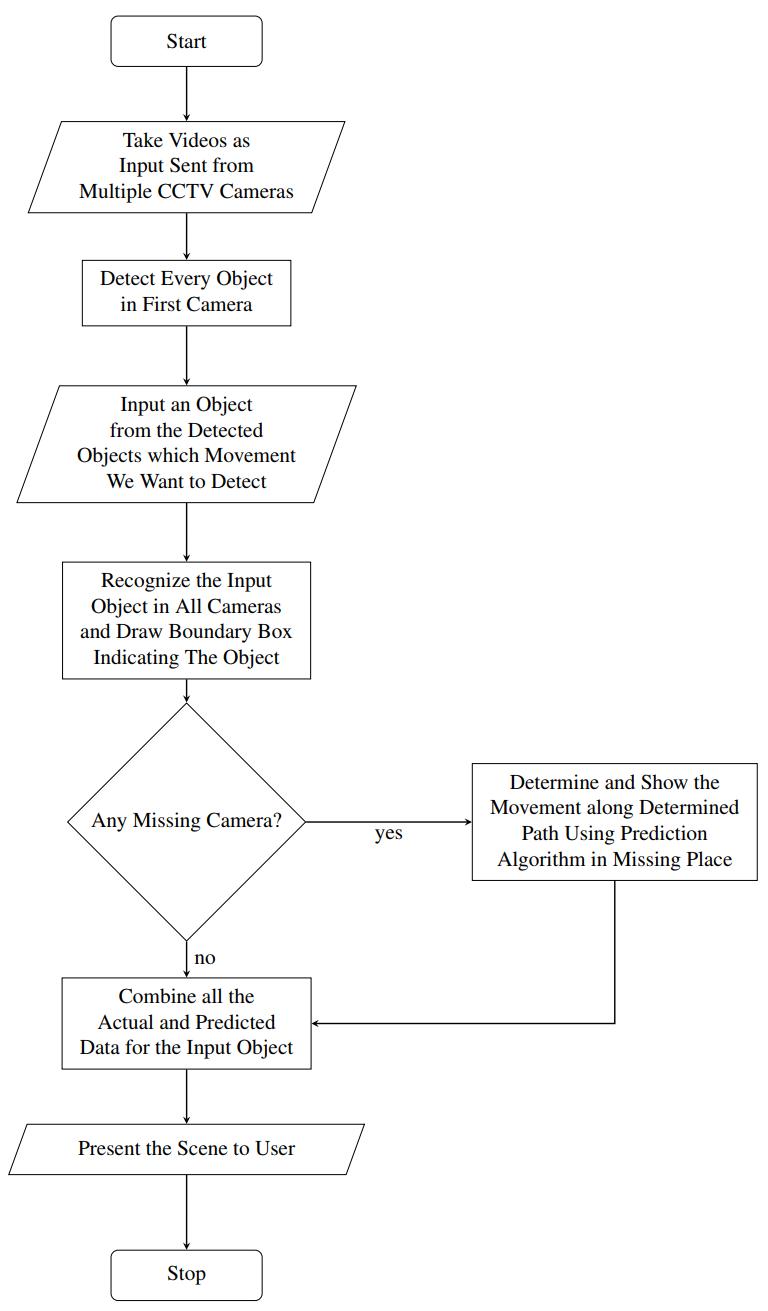 Start
Take Videos as
Input Sent from
Multiple CCTV Cameras
Detect Every Object
in First Camera
Input an Object
from the Detected
Objects which Movement
We Want to Detect
Recognize the Input
Object in All Cameras
and Draw Boundary Box
Indicating The Object
Any Missing Camera?
yes
Determine and Show the
Movement along Determined
Path Using Prediction
Algorithm in Missing Place
no
Combine all the
Actual and Predicted
Data for the Input Object
Present the Scene to User
Stop